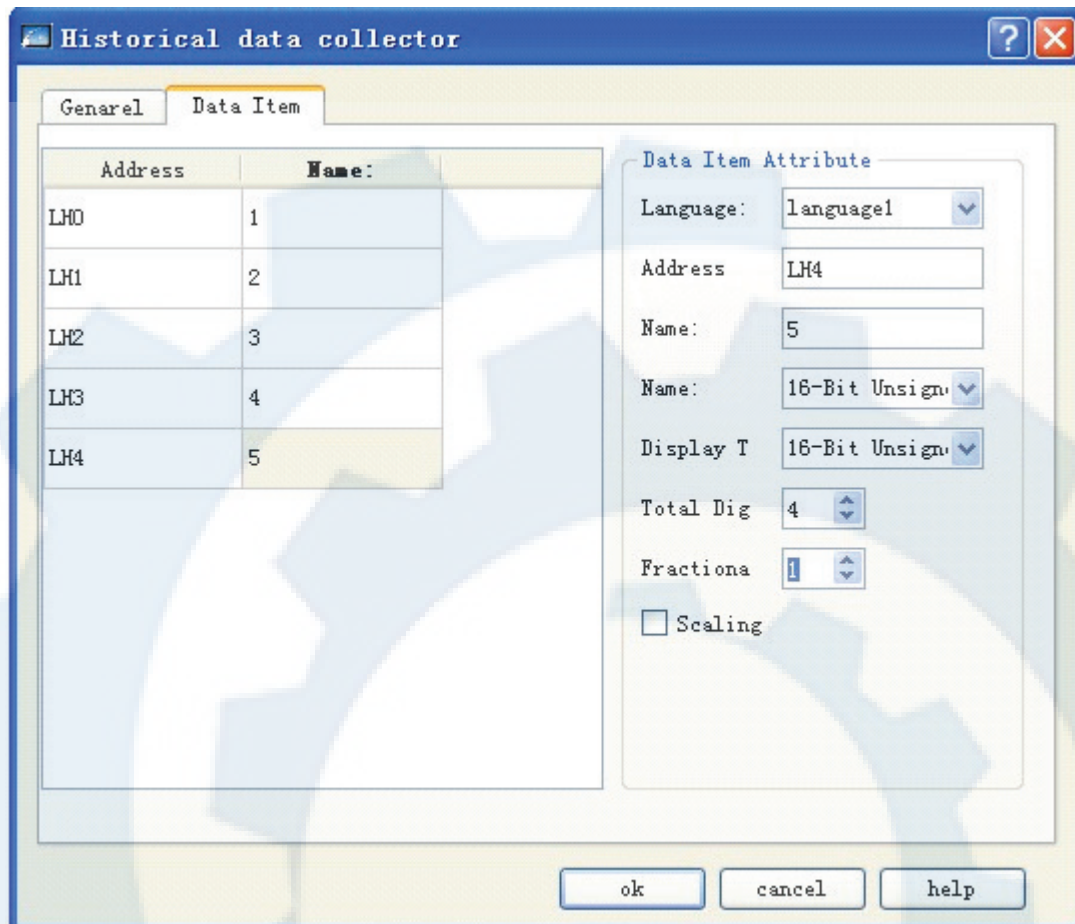 Historical data collector
Genarel Data Item
Address Name:
LH0 1
LH1 2
LH2 3
LH3 4
LH4 5
Data Item Attribute
Language: language1
Address LH4
Name: 5
Name: 16-Bit Unsign
Display T 16-Bit Unsign
Total Dig 4
Fractiona 1
Scaling
ok cancel help